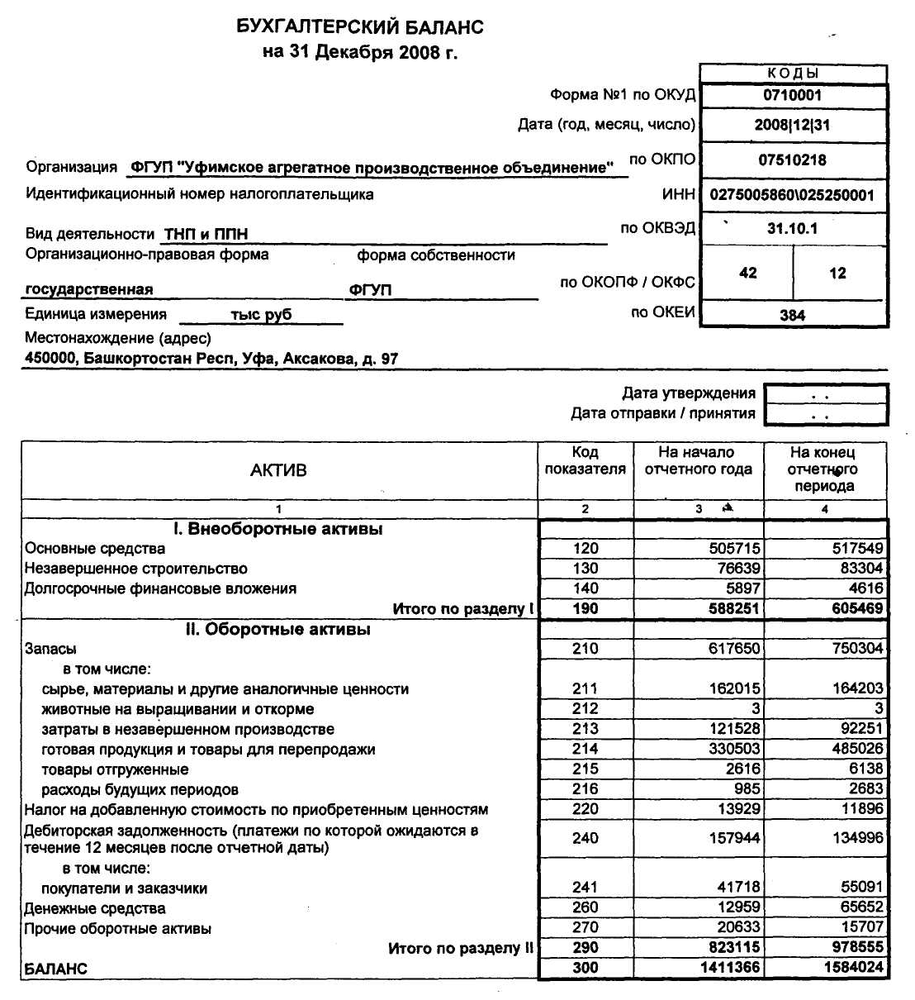 БУХГАЛТЕРСКИЙ БАЛАНС
на 31 Декабря 2008 г.
КОДЫ
Форма №1 по ОКУД 0710001
Дата (год, месяц, число) 2008|12|31
Организация ФГУП "Уфимское агрегатное производственное объединение" по ОКПО 07510218
Идентификационный номер налогоплательщика ИНН 0275005860\025250001
Вид деятельности ТНП и ППН по ОКВЭД 31.10.1
Организационно-правовая форма форма собственности
государственная ФГУП по ОКОПФ / ОКФС 42 12
Единица измерения тыс руб по ОКЕИ 384
Местонахождение (адрес)
450000, Башкортостан Респ, Уфа, Аксакова, д. 97
Дата утверждения . .
Дата отправки / принятия . .
АКТИВ Код показателя На начало отчетного года На конец отчетного периода
1 2 3 4
I. Внеоборотные активы
Основные средства 120 505715 517549
Незавершенное строительство 130 76639 83304
Долгосрочные финансовые вложения 140 5897 4616
Итого по разделу I 190 588251 605469
II. Оборотные активы
Запасы 210 617650 750304
в том числе:
сырье, материалы и другие аналогичные ценности 211 162015 164203
животные на выращивании и откорме 212 3 3
затраты в незавершенном производстве 213 121528 92251
готовая продукция и товары для перепродажи 214 330503 485026
товары отгруженные 215 2616 6138
расходы будущих периодов 216 985 2683
Налог на добавленную стоимость по приобретенным ценностям 220 13929 11896
Дебиторская задолженность (платежи по которой ожидаются в
течение 12 месяцев после отчетной даты) 240 157944 134996
в том числе:
покупатели и заказчики 241 41718 55091
Денежные средства 260 12959 65652
Прочие оборотные активы 270 20633 15707
Итого по разделу II 290 823115 978555
БАЛАНС 300 1411366 1584024